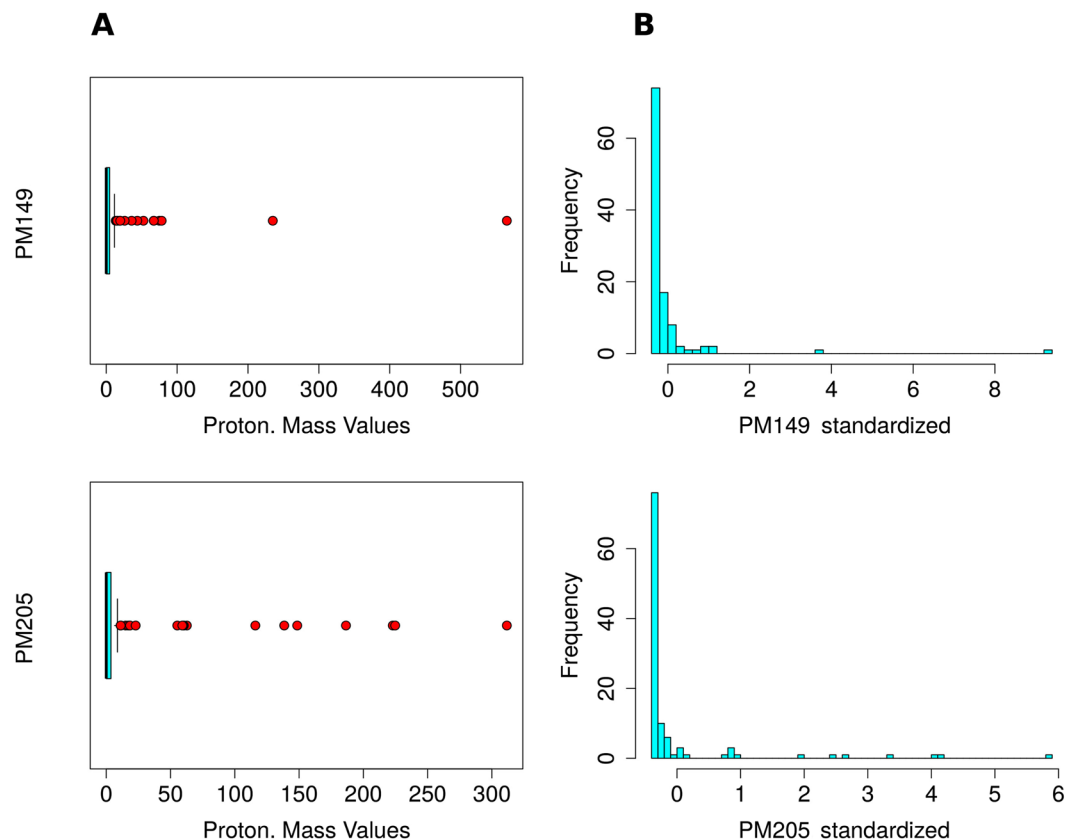 A
B
PM149
0 100 200 300 400 500
Proton. Mass Values
Frequency
0 20 40 60
0 2 4 6 8
PM149 standardized
PM205
0 50 100 150 200 250 300
Proton. Mass Values
Frequency
0 20 40 60
0 1 2 3 4 5 6
PM205 standardized